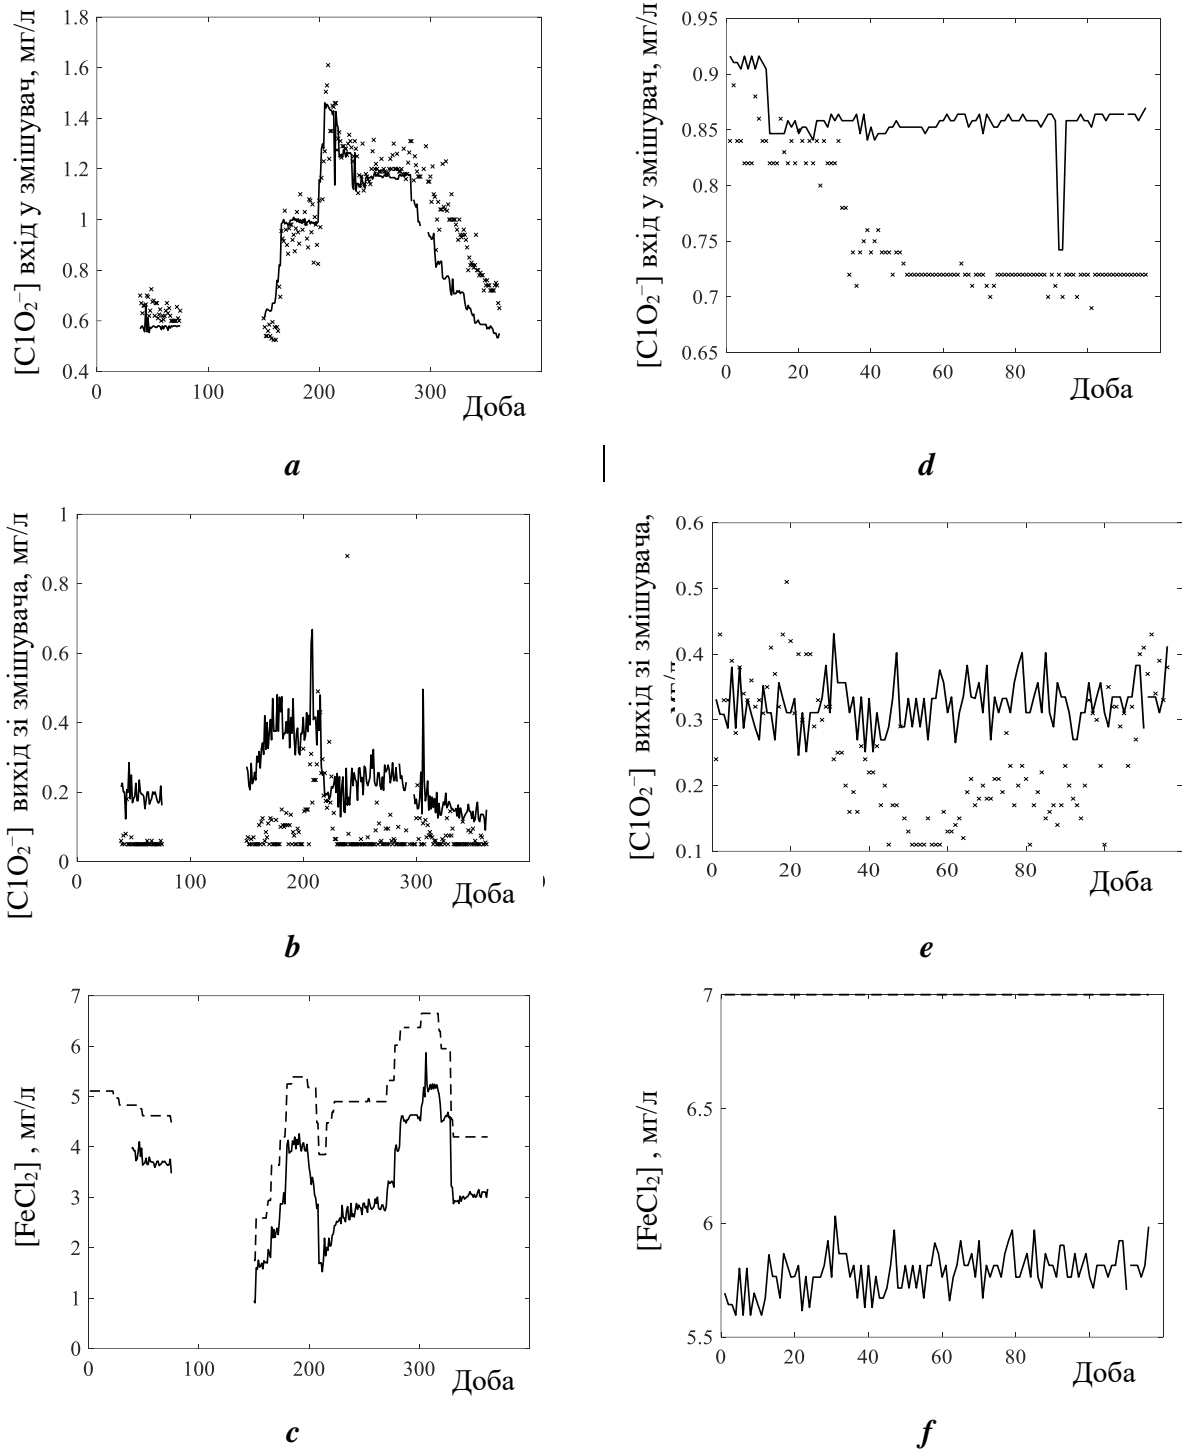 [ClO₂⁻] вхід у змішувач, мг/л
1.8
1.6
1.4
1.2
1
0.8
0.6
0.4
0 100 200 300
Доба
a
[ClO₂⁻] вхід у змішувач, мг/л
0.95
0.9
0.85
0.8
0.75
0.7
0.65
0 20 40 60 80
Доба
d
[ClO₂⁻] вихід зі змішувача, мг/л
1
0.8
0.6
0.4
0.2
0
0 100 200 300
Доба
b
[ClO₂⁻] вихід зі змішувача,
мг/л
0.6
0.5
0.4
0.3
0.2
0.1
0 20 40 60 80
Доба
e
[FeCl₂] , мг/л
7
6
5
4
3
2
1
0
0 100 200 300
Доба
c
[FeCl₂] , мг/л
7
6.5
6
5.5
0 20 40 60 80
Доба
f